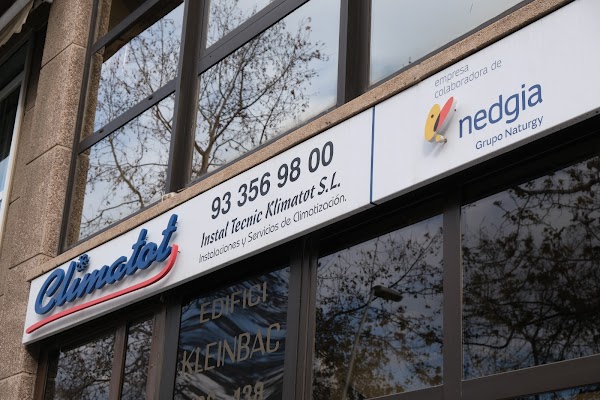 Climatot
93 356 98 00
Instal Tecnic Klimatot S.L.
Instalaciones y Servicios de Climatización.
empresa
colaboradora de
nedgia
Grupo Naturgy
EDIFICI
KLEINBAC
138